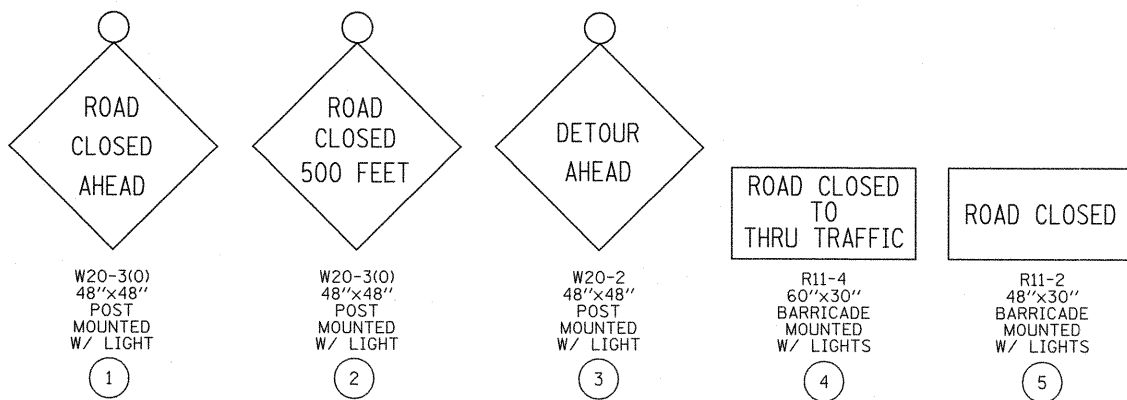 ROAD
CLOSED
AHEAD
W20-3(O)
48"x48"
POST
MOUNTED
W/ LIGHT
1
ROAD
CLOSED
500 FEET
W20-3(O)
48"x48"
POST
MOUNTED
W/ LIGHT
2
DETOUR
AHEAD
W20-2
48"x48"
POST
MOUNTED
W/ LIGHT
3
ROAD CLOSED
TO
THRU TRAFFIC
R11-4
60"x30"
BARRICADE
MOUNTED
W/ LIGHTS
4
ROAD CLOSED
R11-2
48"x30"
BARRICADE
MOUNTED
W/ LIGHTS
5